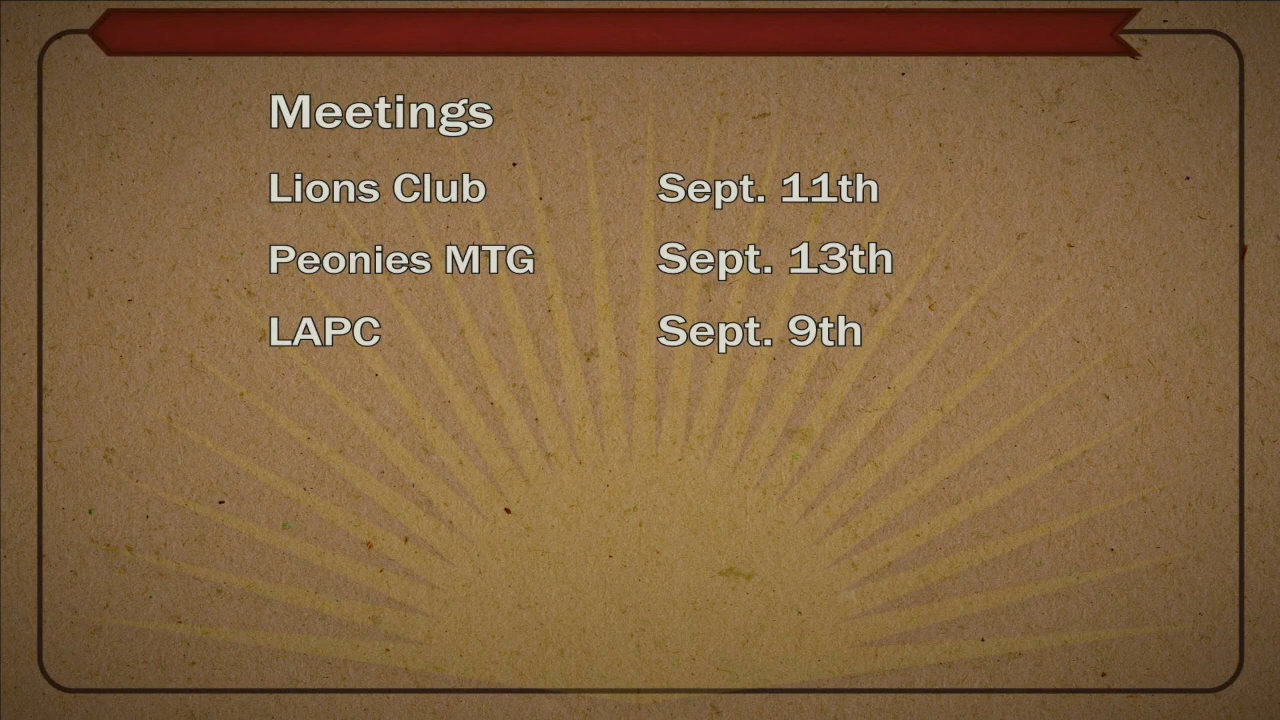 Meetings
Lions Club Sept. 11th
Peonies MTG Sept. 13th
LAPC Sept. 9th